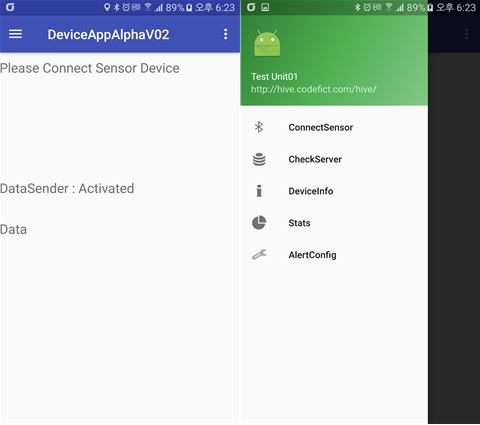 89% 오후 6:23
DeviceAppAlphaV02
Please Connect Sensor Device
DataSender : Activated
Data
89% 오후 6:23
Test Unit01
http://hive.codefict.com/hive/
ConnectSensor
CheckServer
DeviceInfo
Stats
AlertConfig